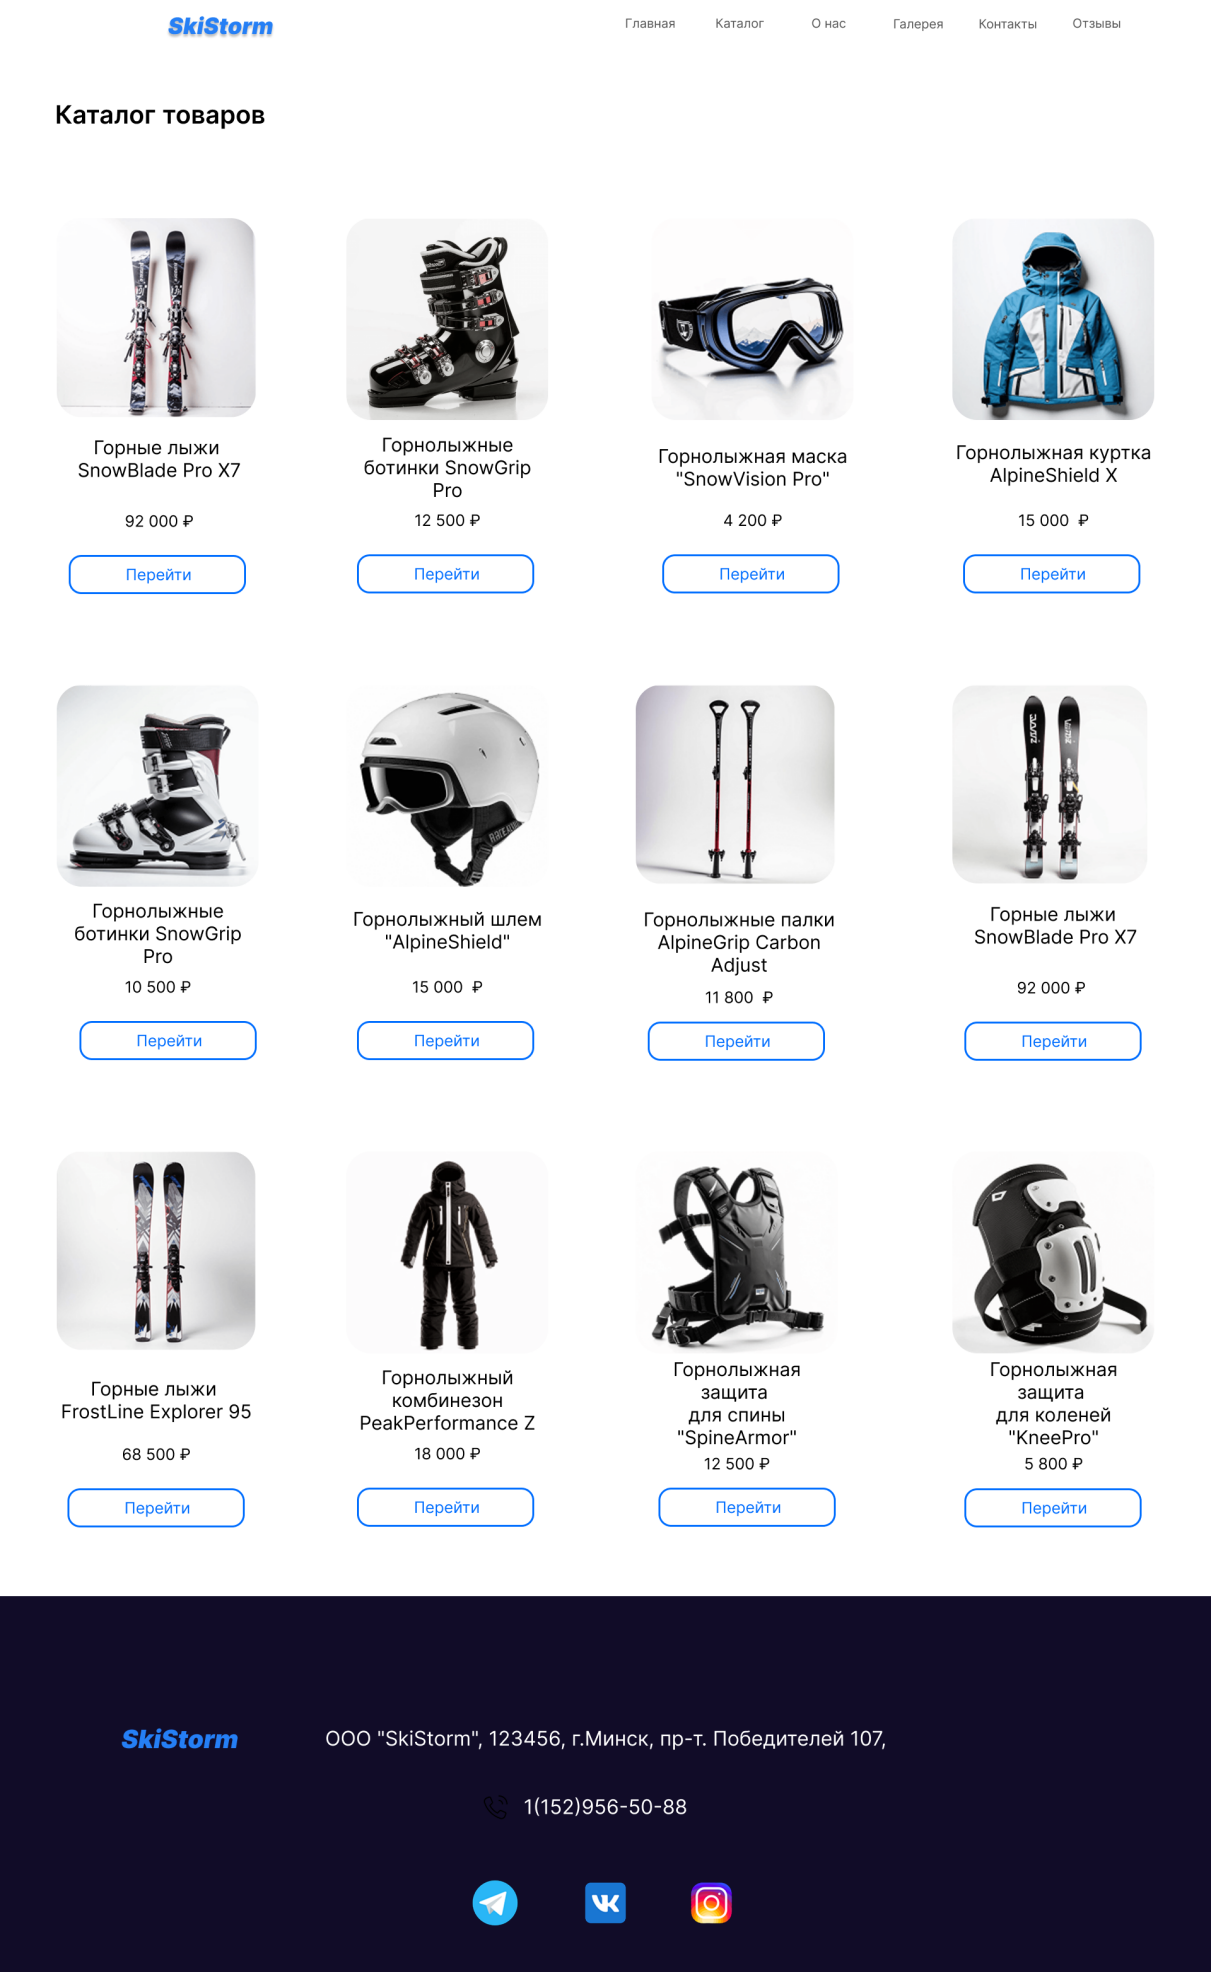 SkiStorm
Главная
Каталог
О нас
Галерея
Контакты
Отзывы
Каталог товаров
Горные лыжи
SnowBlade Pro X7
92 000 ₽
Перейти
Горнолыжные
ботинки SnowGrip
Pro
12 500 ₽
Перейти
Горнолыжная маска
"SnowVision Pro"
4 200 ₽
Перейти
Горнолыжная куртка
AlpineShield X
15 000 ₽
Перейти
Горнолыжные
ботинки SnowGrip
Pro
10 500 ₽
Перейти
Горнолыжный шлем
"AlpineShield"
15 000 ₽
Перейти
Горнолыжные палки
AlpineGrip Carbon
Adjust
11 800 ₽
Перейти
Горные лыжи
SnowBlade Pro X7
92 000 ₽
Перейти
Горные лыжи
FrostLine Explorer 95
68 500 ₽
Перейти
Горнолыжный
комбинезон
PeakPerformance Z
18 000 ₽
Перейти
Горнолыжная
защита
для спины
"SpineArmor"
12 500 ₽
Перейти
Горнолыжная
защита
для коленей
"KneePro"
5 800 ₽
Перейти
SkiStorm
ООО "SkiStorm", 123456, г.Минск, пр-т. Победителей 107,
1(152)956-50-88